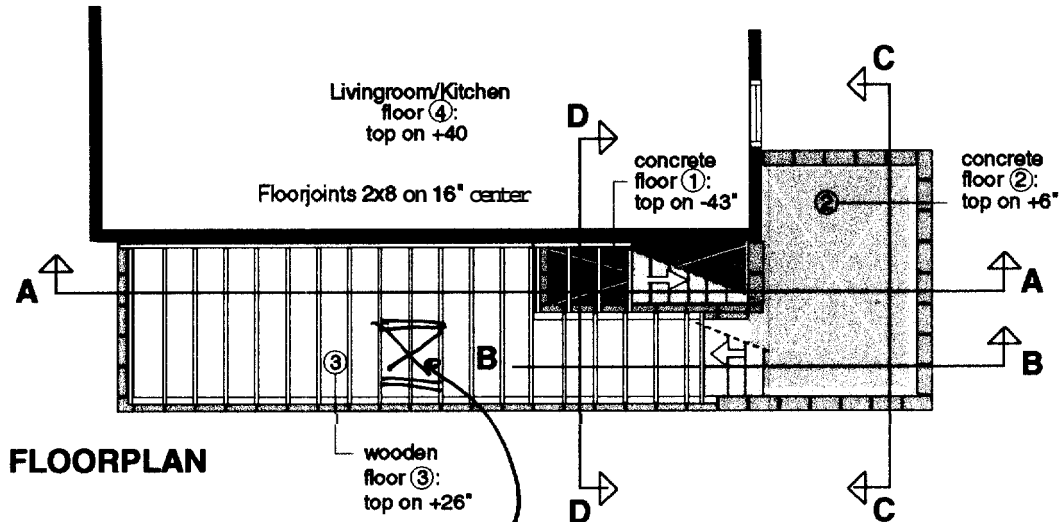 C
C
Livingroom/Kitchen
floor ④:
top on +40
D
D
concrete
floor ①:
top on -43"
concrete
floor ②:
top on +6"
Floorjoints 2x8 on 16" center
②
A
A
③
B
B
FLOORPLAN
wooden
floor ③:
top on +26"